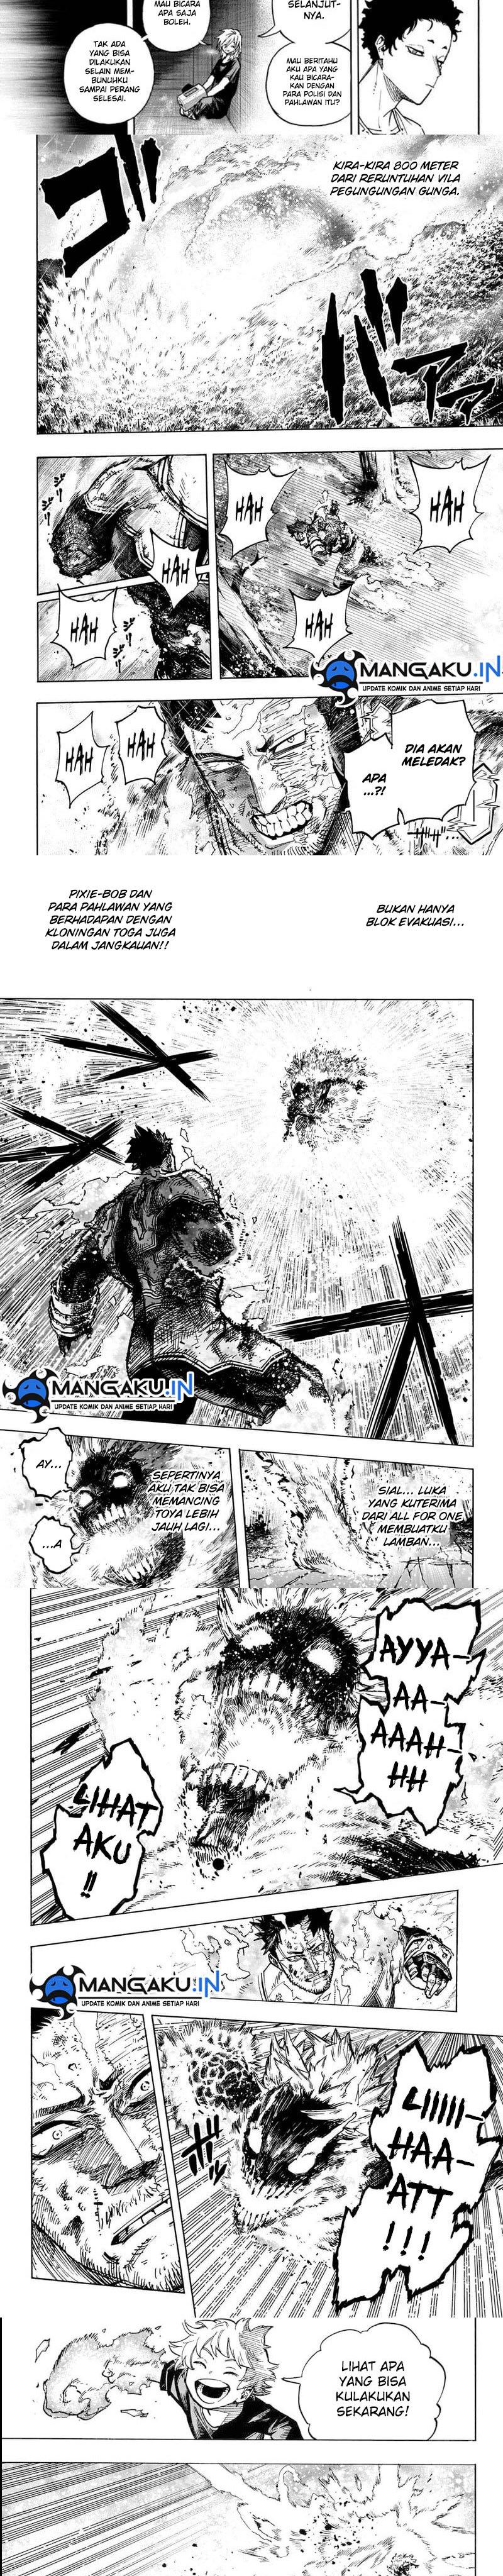 SELANJUT-
NYA.
MAU BERITAHU
AKU APA YANG
KAU BICARA-
KAN DENGAN
PARA POLISI DAN
PAHLAWAN ITU?
MAU BICARA
APA SAJA
BOLEH.
TAK ADA
YANG BISA
DILAKUKAN
SELAIN MEM-
BUNUHKU
SAMPAI PERANG
SELESAI.
KIRA-KIRA 800 METER
DARI RERUNTUHAN VILA
PEGUNGUNGAN GUNGA.
ゴ
バアァ
HAH
HAH
HAH
HAH
HAH
MANGAKU.IN
UPDATE KOMIK DAN ANIME SETIAP HARI
DIA AKAN
MELEDAK?
APA
...?!
HAH
HAH
BUKAN HANYA
BLOK EVAKUASI...
PIXIE-BOB DAN
PARA PAHLAWAN YANG
BERHADAPAN DENGAN
KLONINGAN TOGA JUGA
DALAM JANGKAUAN!!
MANGAKU.IN
UPDATE KOMIK DAN ANIME SETIAP HARI
SIAL... LUKA
YANG KUTERIMA
DARI ALL FOR ONE
MEMBUATKU
LAMBAN...
SEPERTINYA
AKU TAK BISA
MEMANCING
TOYA LEBIH
JAUH LAGI...
AY...
...A
AYYA-
AA-
AAAH-
HH
LIHAT
AKU
!!
MANGAKU.IN
UPDATE KOMIK DAN ANIME SETIAP HARI
LIIIII-
HAA-
ATT
!!!
LIHAT APA
YANG BISA
KULAKUKAN
SEKARANG!